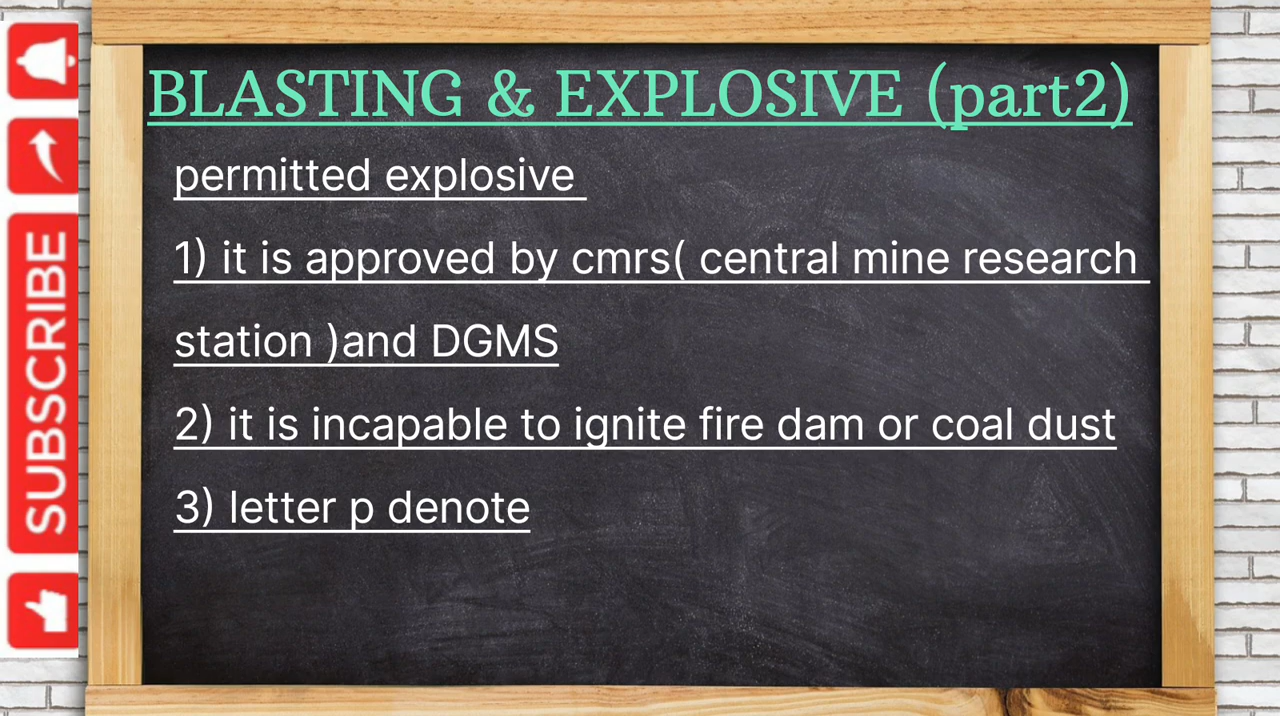 BLASTING & EXPLOSIVE (part2)
permitted explosive
1) it is approved by cmrs( central mine research
station )and DGMS
2) it is incapable to ignite fire dam or coal dust
3) letter p denote
SUBSCRIBE